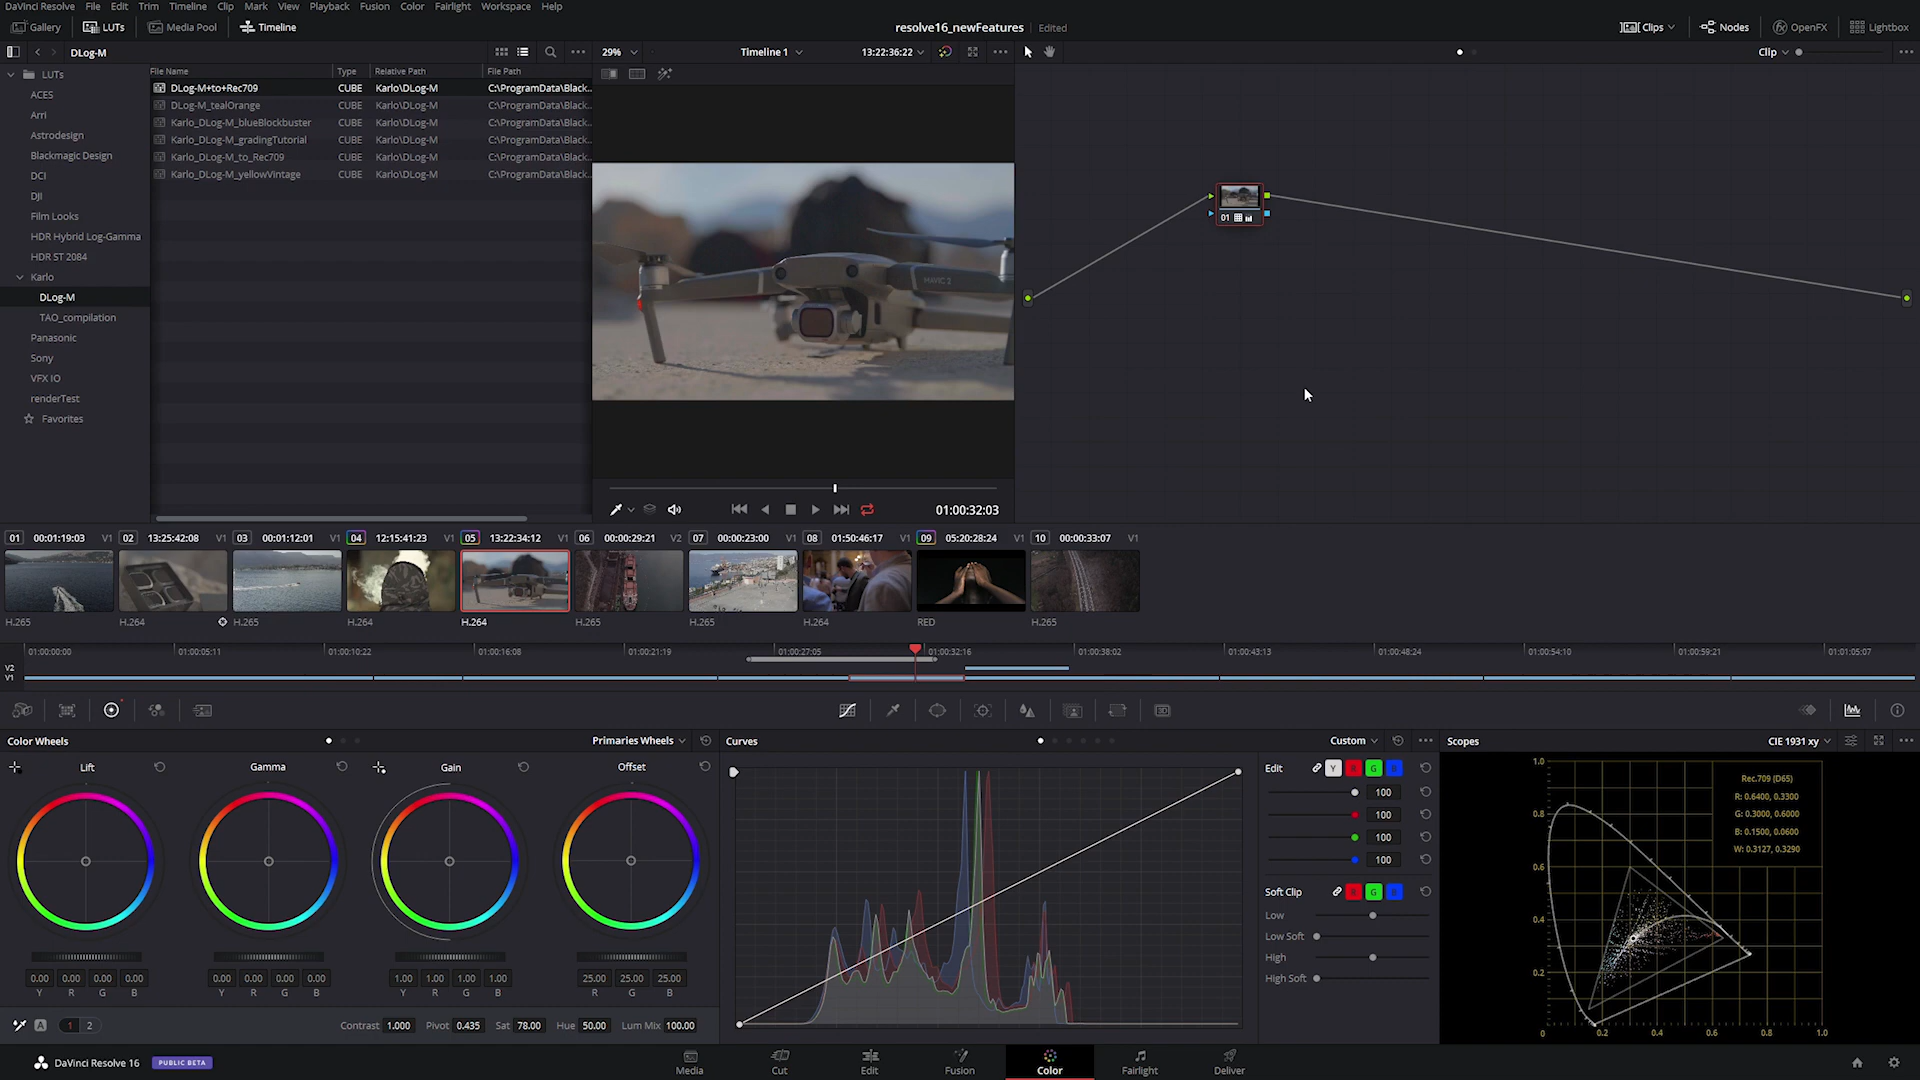 DaVinci Resolve File Edit Trim Timeline Clip Mark View Playback Fusion Color Fairlight Workspace Help
Gallery LUTs Media Pool Timeline resolve16_newFeatures Edited Clips Nodes OpenFX Lightbox
DLog-M 29% Timeline 1 13:22:36:22 Clip
LUTs
ACES
Arri
Astrodesign
Blackmagic Design
DCI
DJI
Film Looks
HDR Hybrid Log-Gamma
HDR ST 2084
Karlo
DLog-M
TAO_compilation
Panasonic
Sony
VFX IO
renderTest
Favorites
File Name Type Relative Path File Path
DLog-M+to+Rec709 CUBE Karlo\DLog-M C:\ProgramData\Black...
DLog-M_tealOrange CUBE Karlo\DLog-M C:\ProgramData\Black...
Karlo_DLog-M_blueBlockbuster CUBE Karlo\DLog-M C:\ProgramData\Black...
Karlo_DLog-M_gradingTutorial CUBE Karlo\DLog-M C:\ProgramData\Black...
Karlo_DLog-M_to_Rec709 CUBE Karlo\DLog-M C:\ProgramData\Black...
Karlo_DLog-M_yellowVintage CUBE Karlo\DLog-M C:\ProgramData\Black...
MAVIC 2
01
01:00:32:03
01 00:01:19:03 V1 02 13:25:42:08 V1 03 00:01:12:01 V1 04 12:15:41:23 V1 05 13:22:34:12 V1 06 00:00:29:21 V2 07 00:00:23:00 V1 08 01:50:46:17 V1 09 05:20:28:24 V1 10 00:00:33:07 V1
H.265 H.264 H.265 H.264 H.264 H.265 H.265 H.264 RED H.265
01:00:00:00 01:00:05:11 01:00:10:22 01:00:16:08 01:00:21:19 01:00:27:05 01:00:32:16 01:00:38:02 01:00:43:13 01:00:48:24 01:00:54:10 01:00:59:21 01:01:05:07
V2
V1
Color Wheels Primaries Wheels
Lift Gamma Gain Offset
0.00 0.00 0.00 0.00 0.00 0.00 0.00 0.00 1.00 1.00 1.00 1.00 25.00 25.00 25.00
Y R G B Y R G B Y R G B R G B
A 1 2 Contrast 1.000 Pivot 0.435 Sat 78.00 Hue 50.00 Lum Mix 100.00
Curves Custom
Edit Y R G B
100
100
100
100
Soft Clip R G B
Low
Low Soft
High
High Soft
Scopes CIE 1931 xy
Rec.709 (D65)
R: 0.6400, 0.3300
G: 0.3000, 0.6000
B: 0.1500, 0.0600
W: 0.3127, 0.3290
1.0
0.8
0.6
0.4
0.2
0 0.2 0.4 0.6 0.8 1.0
DaVinci Resolve 16 PUBLIC BETA
Media Cut Edit Fusion Color Fairlight Deliver